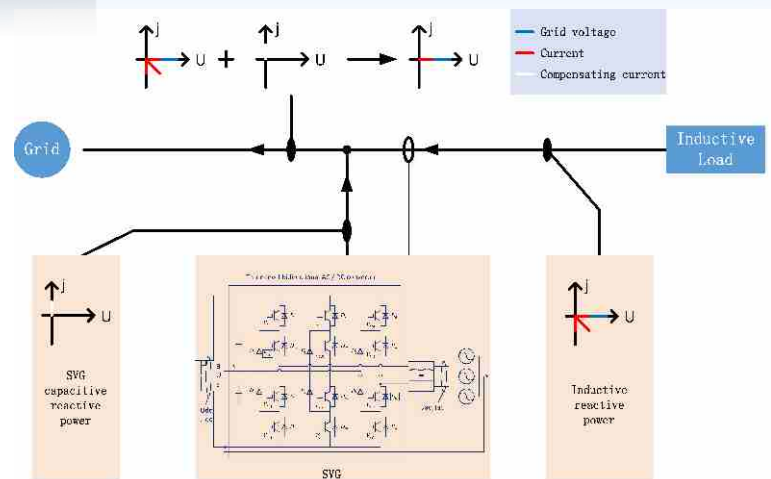 j
U
+
j
U
j
U
Grid voltage
Current
Compensating current
Grid
Inductive
Load
j
U
SVG
capacitive
reactive
power
SVG
j
U
Inductive
reactive
power